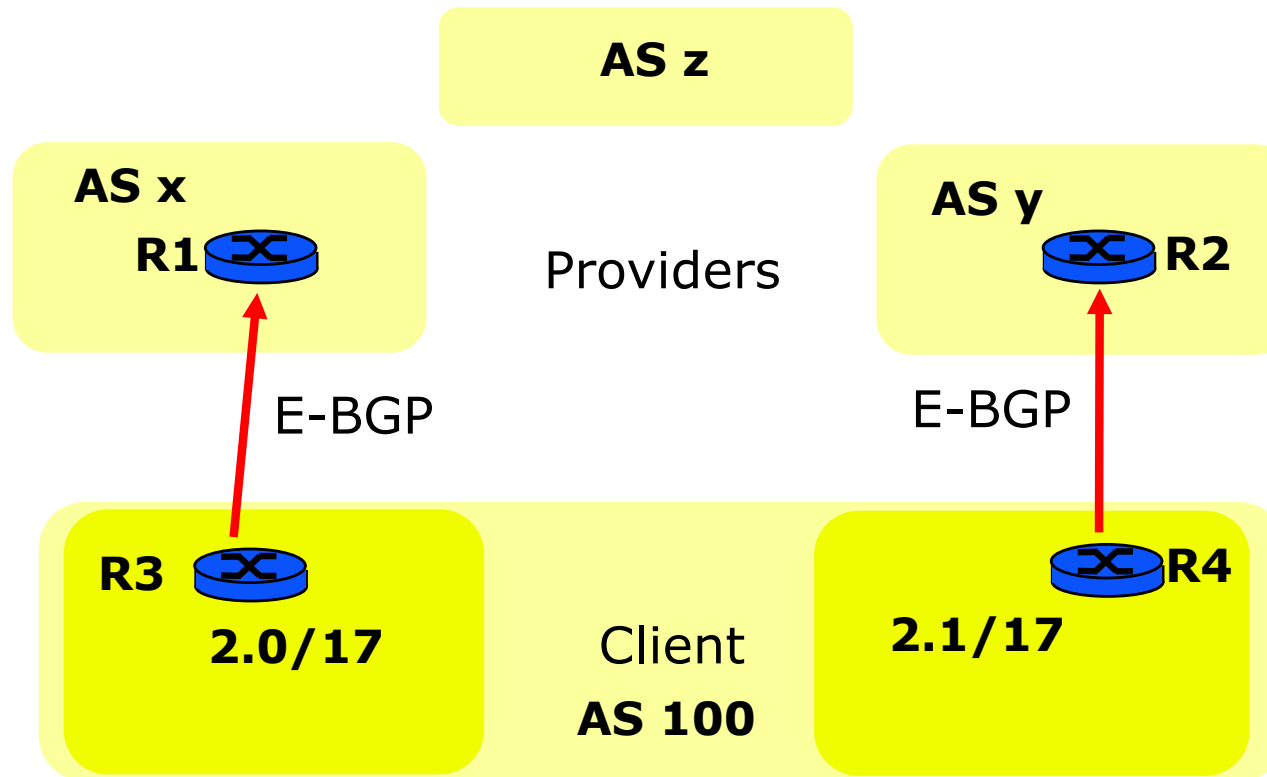 AS z
AS x
AS y
R1
Providers
R2
E-BGP
E-BGP
R3
R4
2.0/17
Client
2.1/17
AS 100